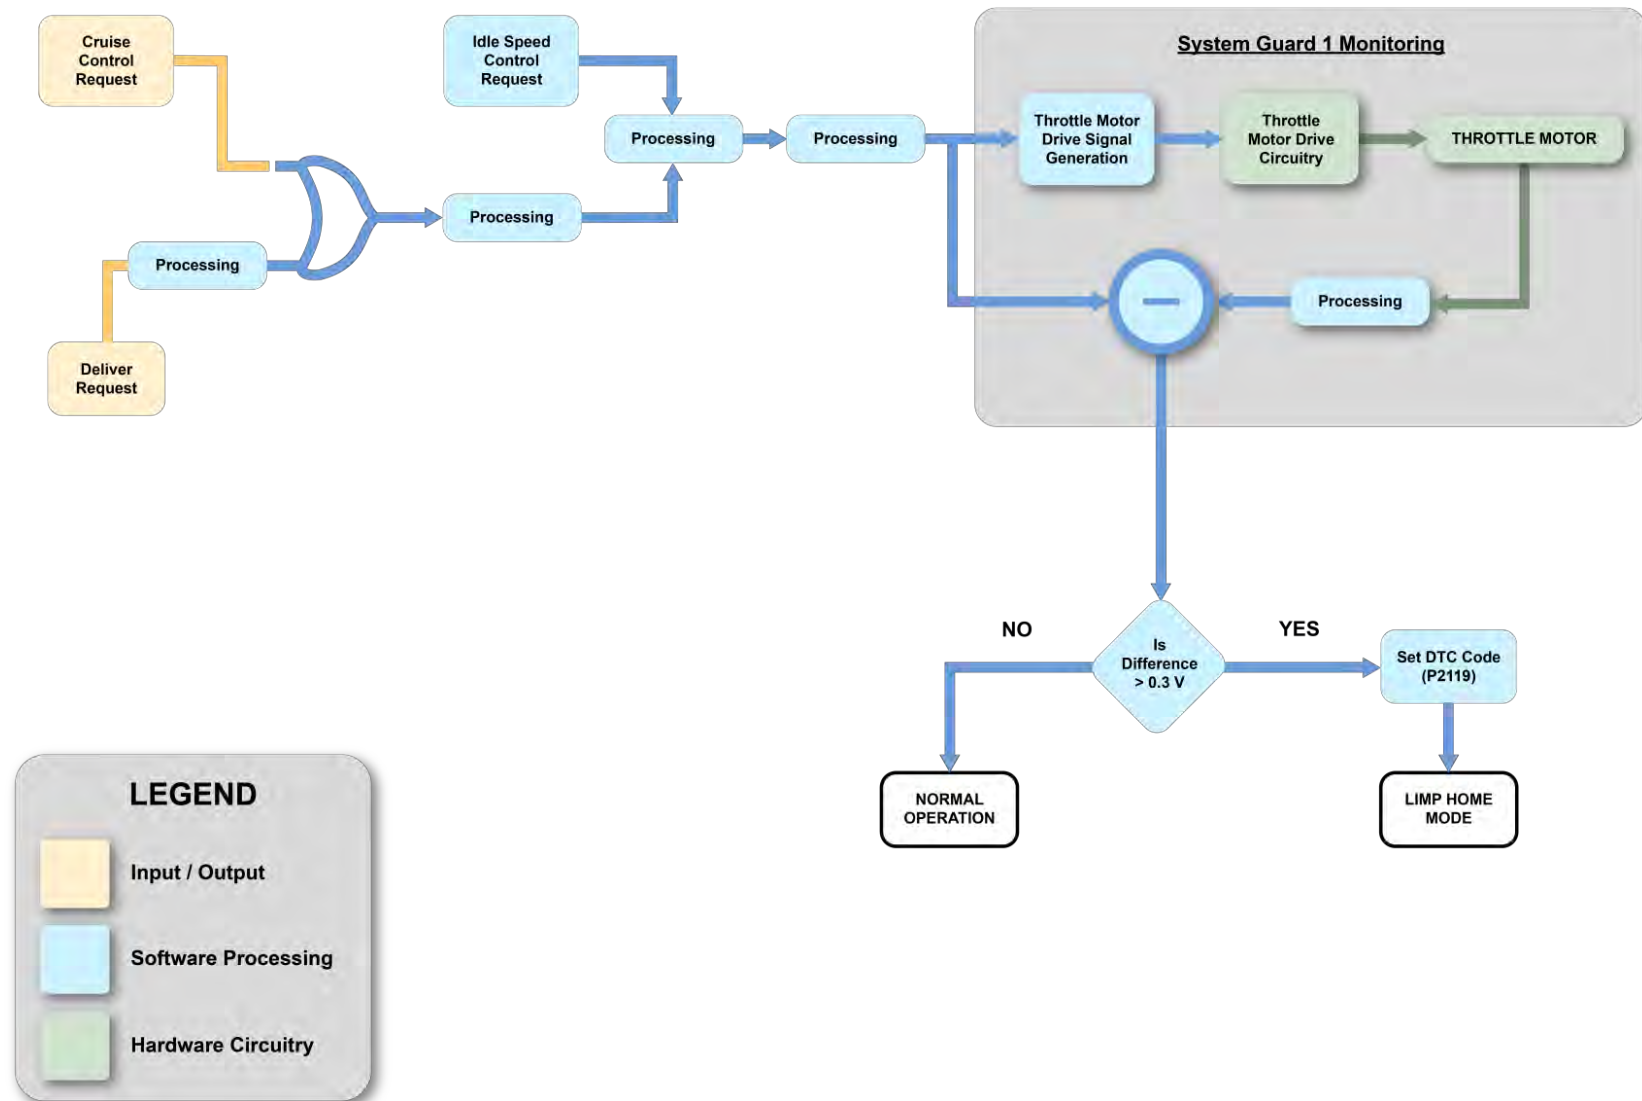 Cruise
Control
Request
Idle Speed
Control
Request
System Guard 1 Monitoring
Processing
Processing
Throttle Motor
Drive Signal
Generation
Throttle
Motor Drive
Circuitry
THROTTLE MOTOR
Processing
Processing
Processing
Deliver
Request
NO
YES
Is
Difference
> 0.3 V
Set DTC Code
(P2119)
NORMAL
OPERATION
LIMP HOME
MODE
LEGEND
Input / Output
Software Processing
Hardware Circuitry